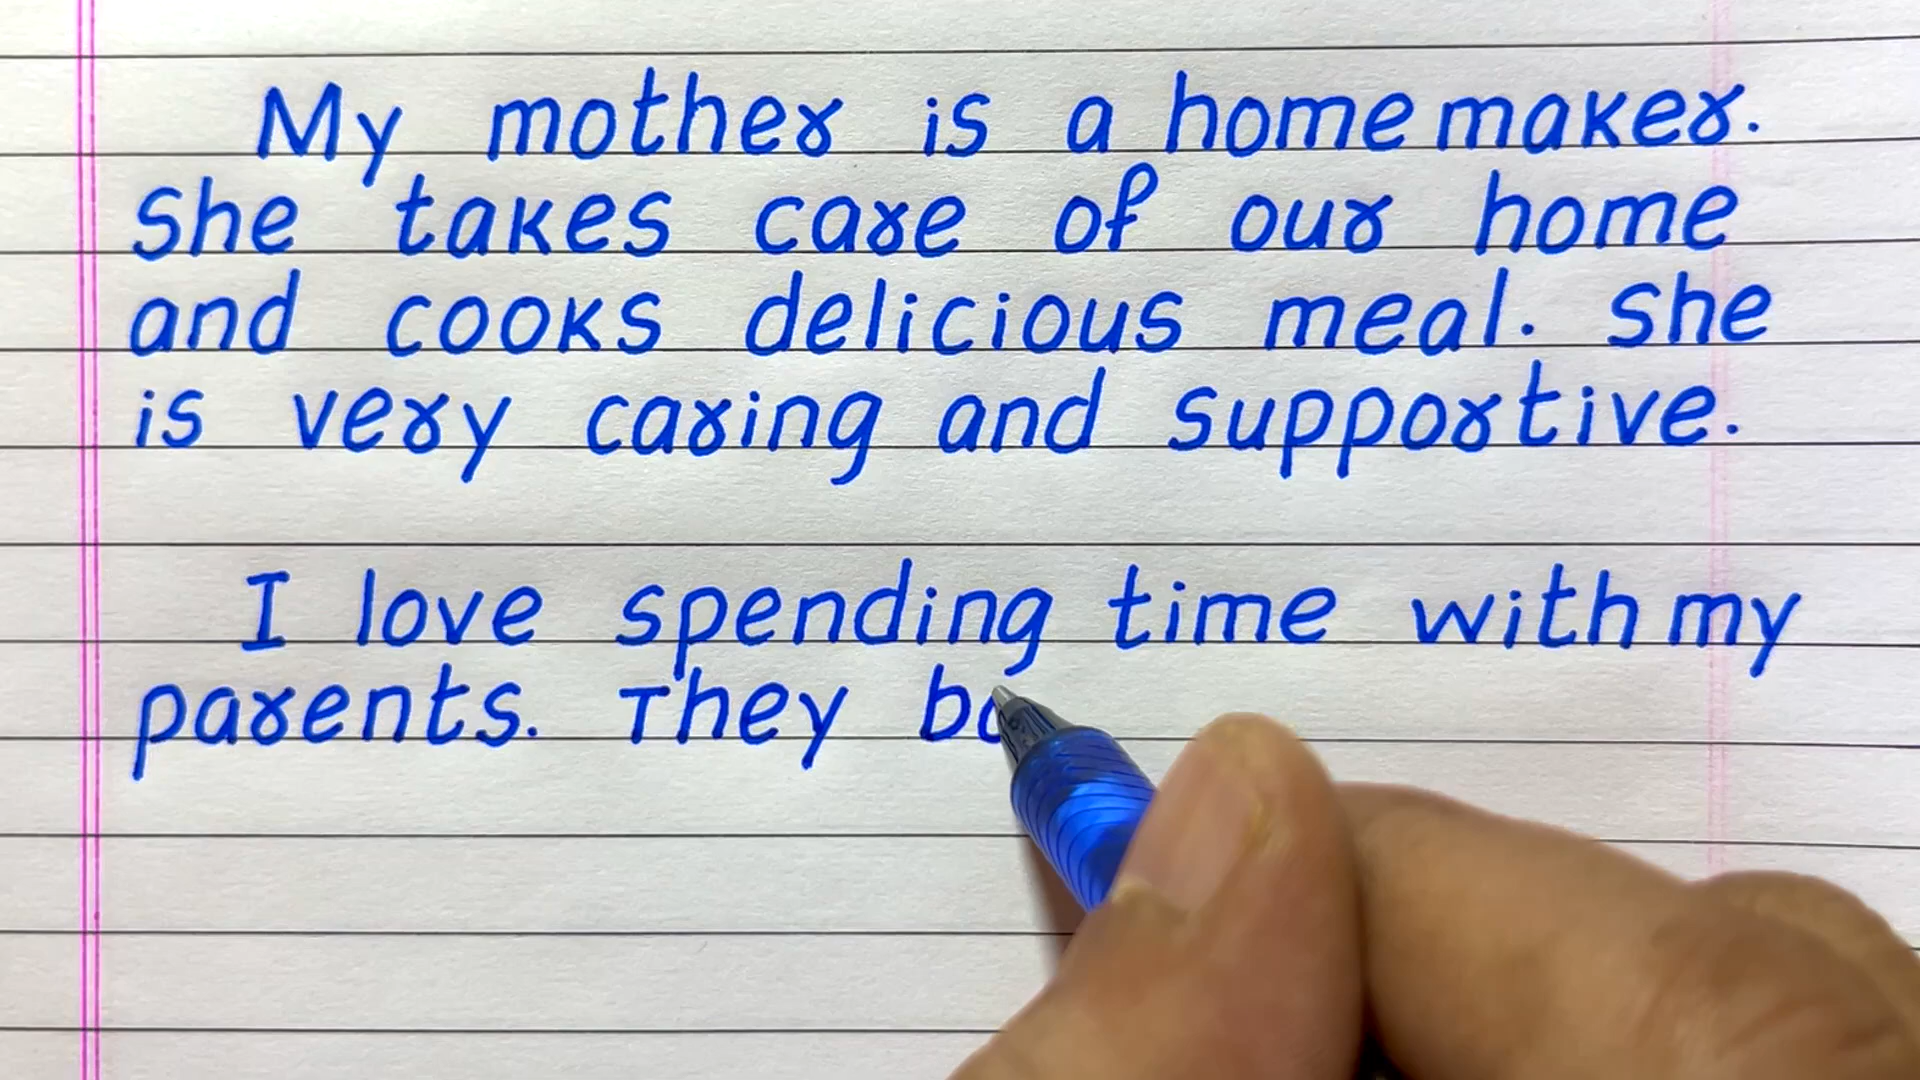 My mother is a homemaker.
She takes care of our home
and cooks delicious meal. She
is very caring and supportive.
I love spending time with my
parents. They